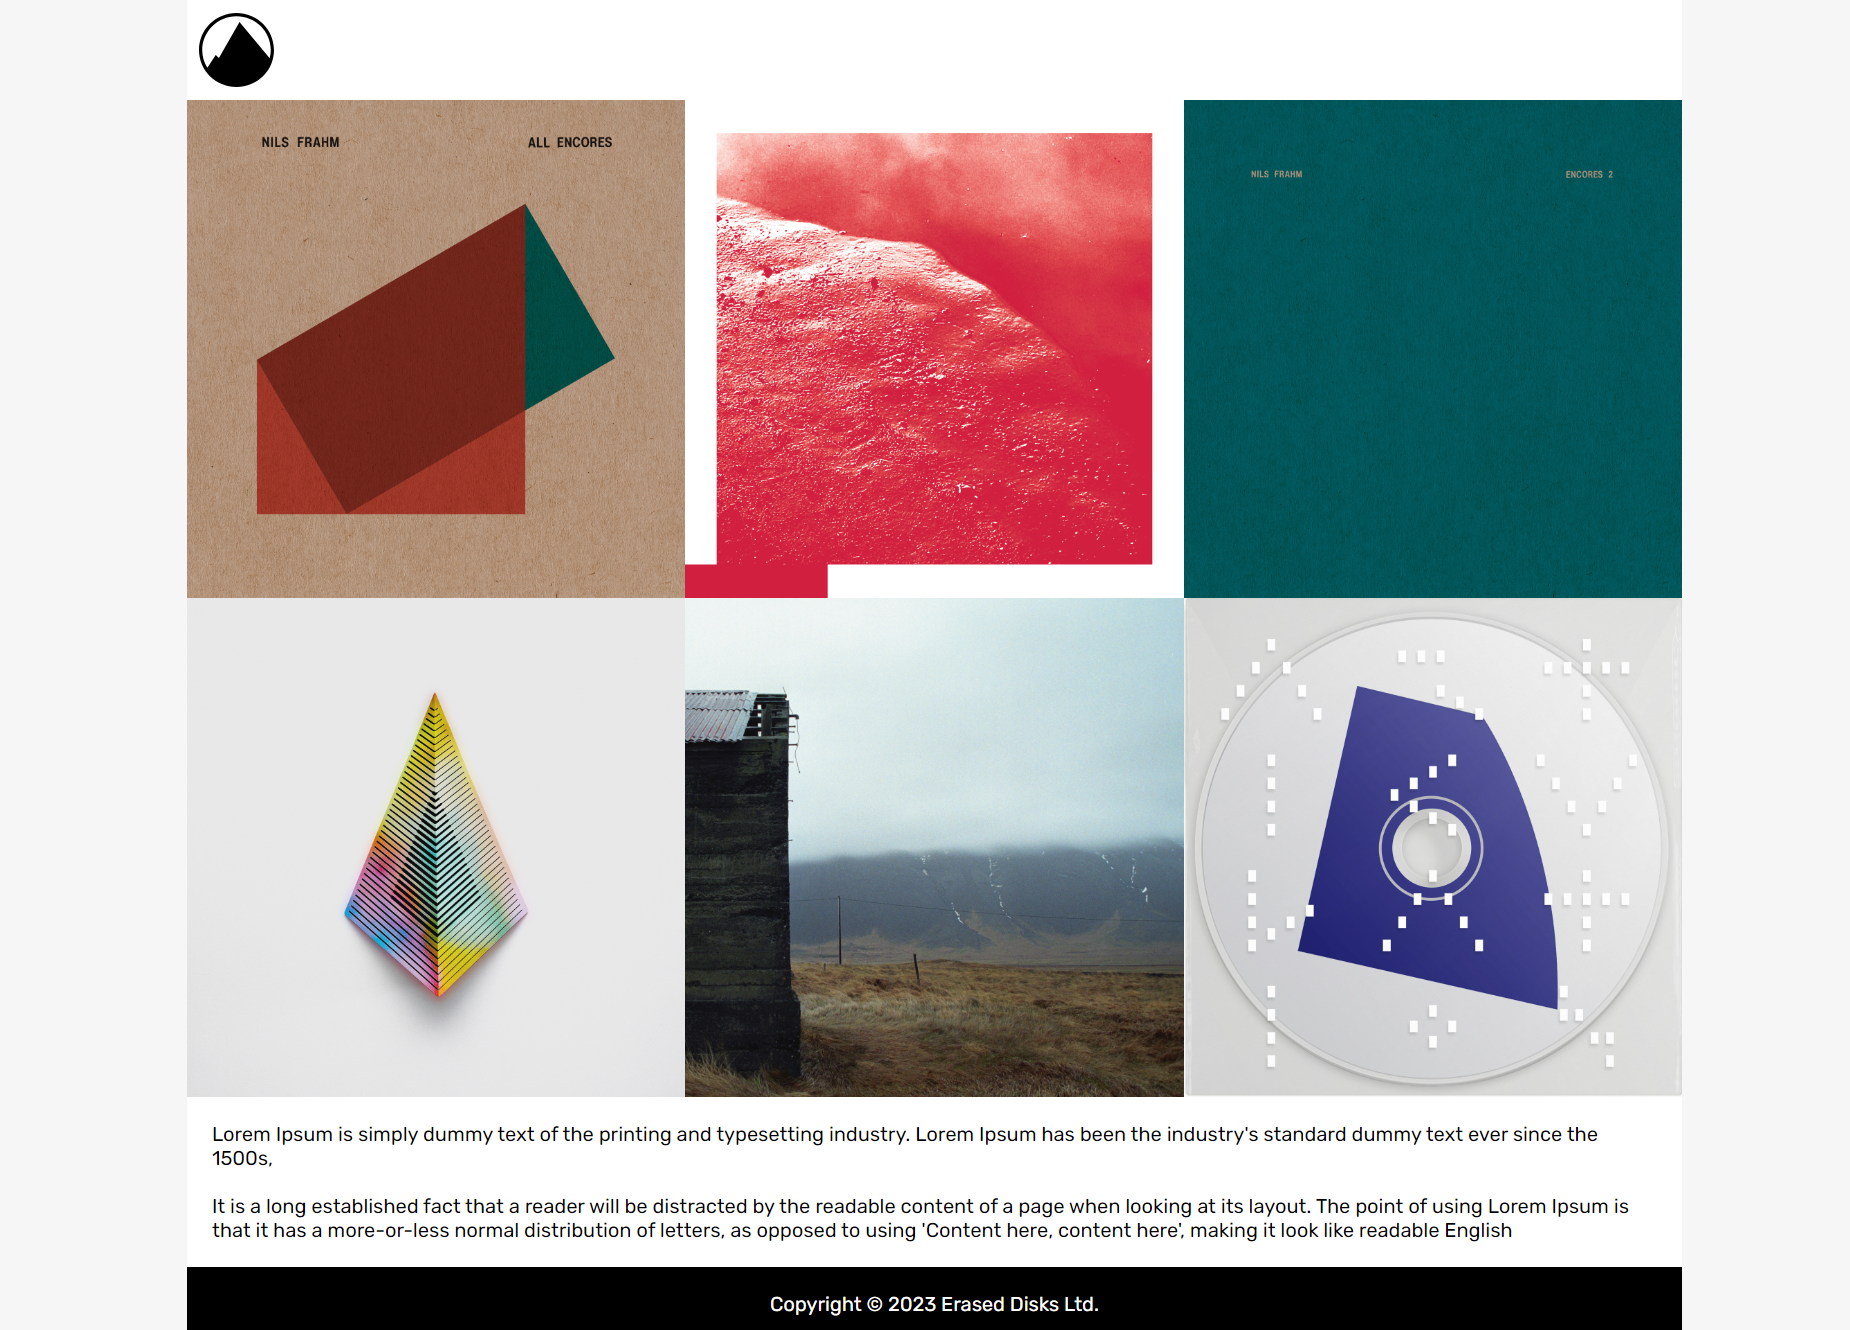 NILS FRAHM
ALL ENCORES
NILS FRAHM
ENCORES 2
Lorem Ipsum is simply dummy text of the printing and typesetting industry. Lorem Ipsum has been the industry's standard dummy text ever since the
1500s,
It is a long established fact that a reader will be distracted by the readable content of a page when looking at its layout. The point of using Lorem Ipsum is
that it has a more-or-less normal distribution of letters, as opposed to using 'Content here, content here', making it look like readable English
Copyright © 2023 Erased Disks Ltd.